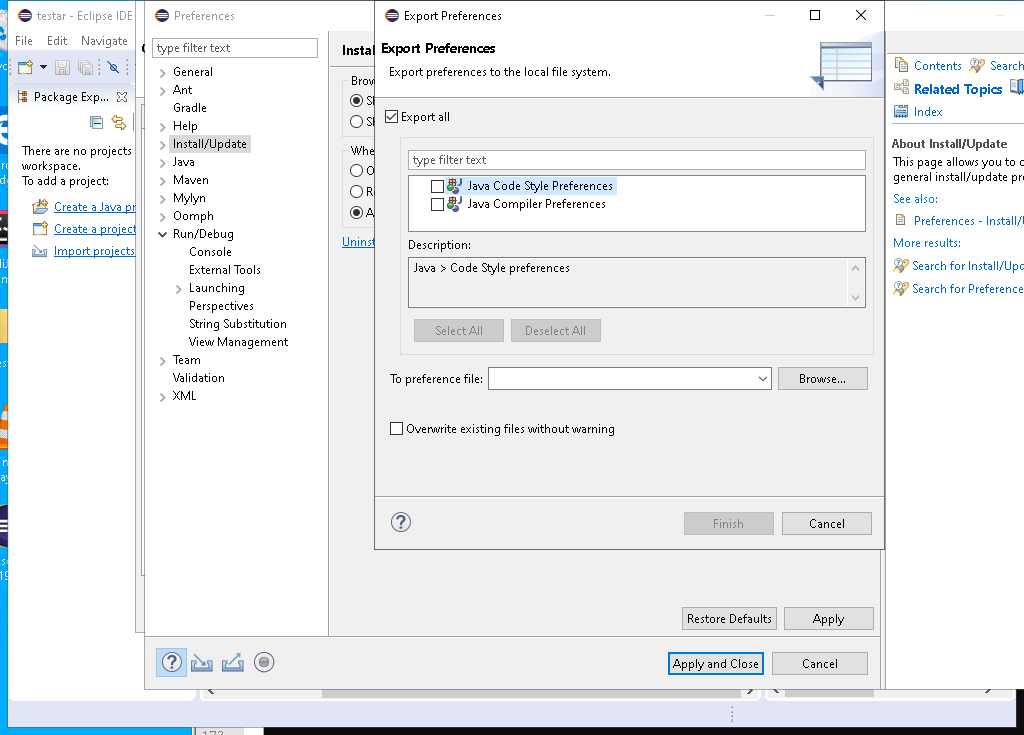 testar - Eclipse IDE
File Edit Navigate
Package Exp...
There are no projects
workspace.
To add a project:
Create a Java pr
Create a project
Import projects
Preferences
type filter text
General
Ant
Gradle
Help
Install/Update
Java
Maven
Mylyn
Oomph
Run/Debug
Console
External Tools
Launching
Perspectives
String Substitution
View Management
Team
Validation
XML
Instal
Brow
Whe
Uninst
Restore Defaults
Apply
Apply and Close
Cancel
Export Preferences
Export Preferences
Export preferences to the local file system.
Export all
type filter text
Java Code Style Preferences
Java Compiler Preferences
Description:
Java > Code Style preferences
Select All
Deselect All
To preference file:
Browse...
Overwrite existing files without warning
Finish
Cancel
Contents
Search
Related Topics
Index
About Install/Update
This page allows you to c
general install/update pr
See also:
Preferences - Install/U
More results:
Search for Install/Upd
Search for Preference